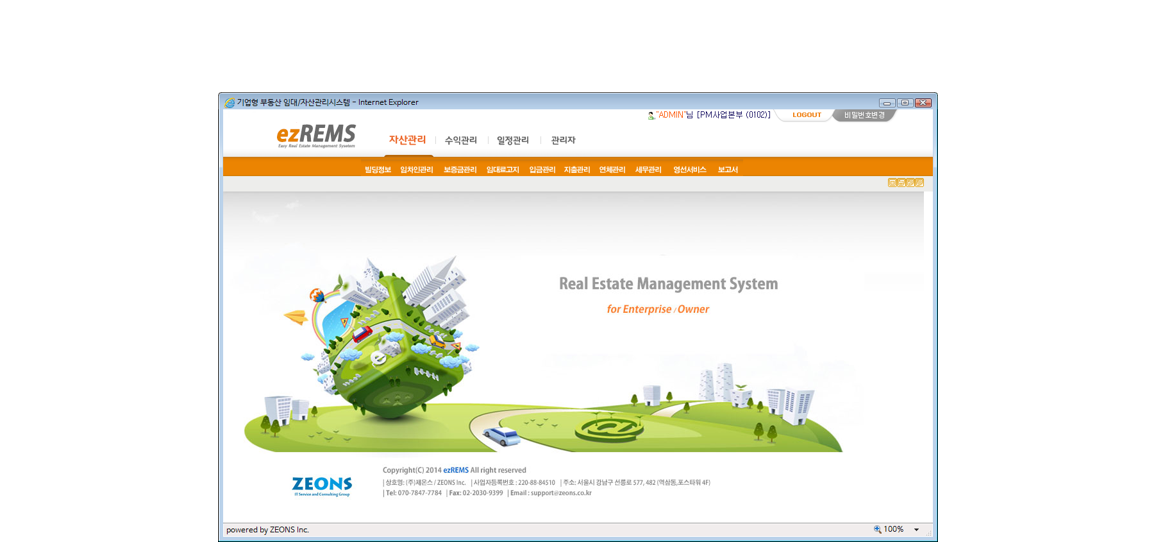 기업형 부동산 임대/자산관리시스템 - Internet Explorer
"ADMIN"님 [PM사업본부 (0102)] LOGOUT 비밀번호변경
ezREMS
Easy Real Estate Management System
자산관리 수익관리 일정관리 관리자
빌딩정보 임차인관리 보증금관리 임대료고지 입금관리 지출관리 연체관리 세무관리 영선서비스 보고서
Real Estate Management System
for Enterprise / Owner
Copyright(C) 2014 ezREMS All right reserved
ZEONS
IT Service and Consulting Group
| 상호명: (주)제온스 / ZEONS Inc. | 사업자등록번호 : 220-88-84510 | 주소: 서울시 강남구 선릉로 577, 482 (역삼동,포스타워 4F)
| Tel: 070-7847-7784 | Fax: 02-2030-9399 | Email : support@zeons.co.kr
powered by ZEONS Inc. 100%